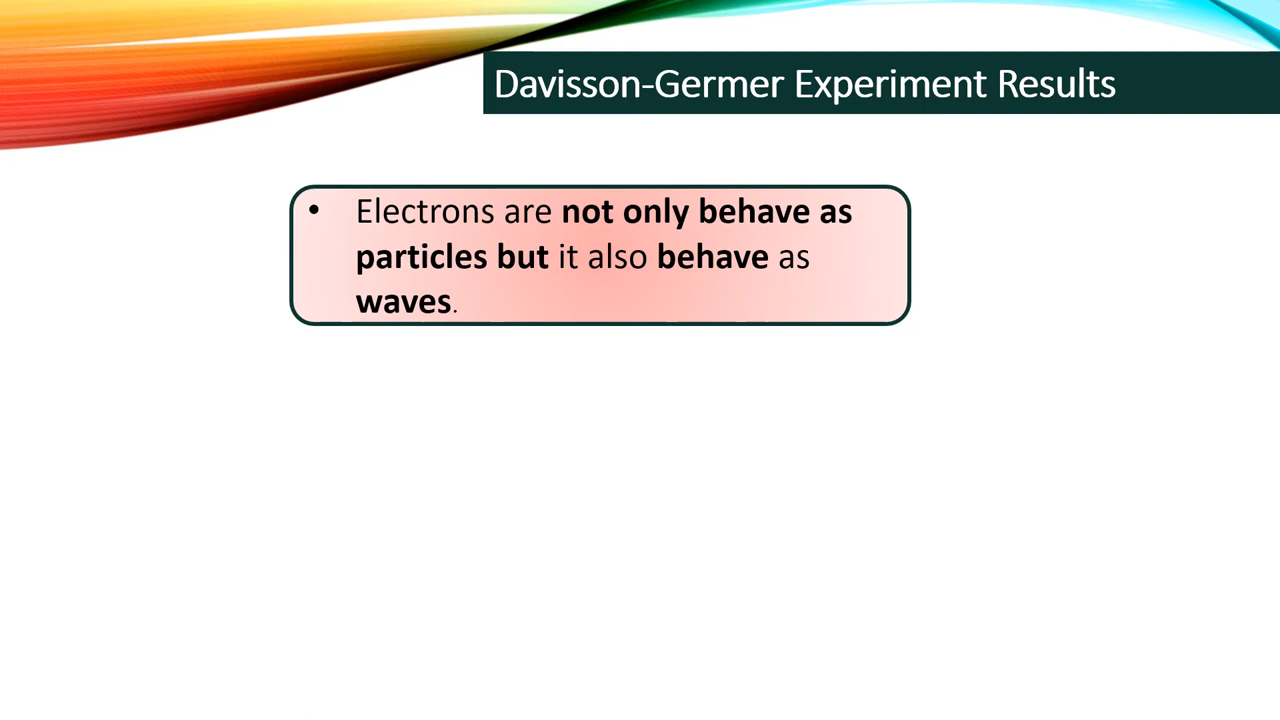 Davisson-Germer Experiment Results
• Electrons are not only behave as
particles but it also behave as
waves.